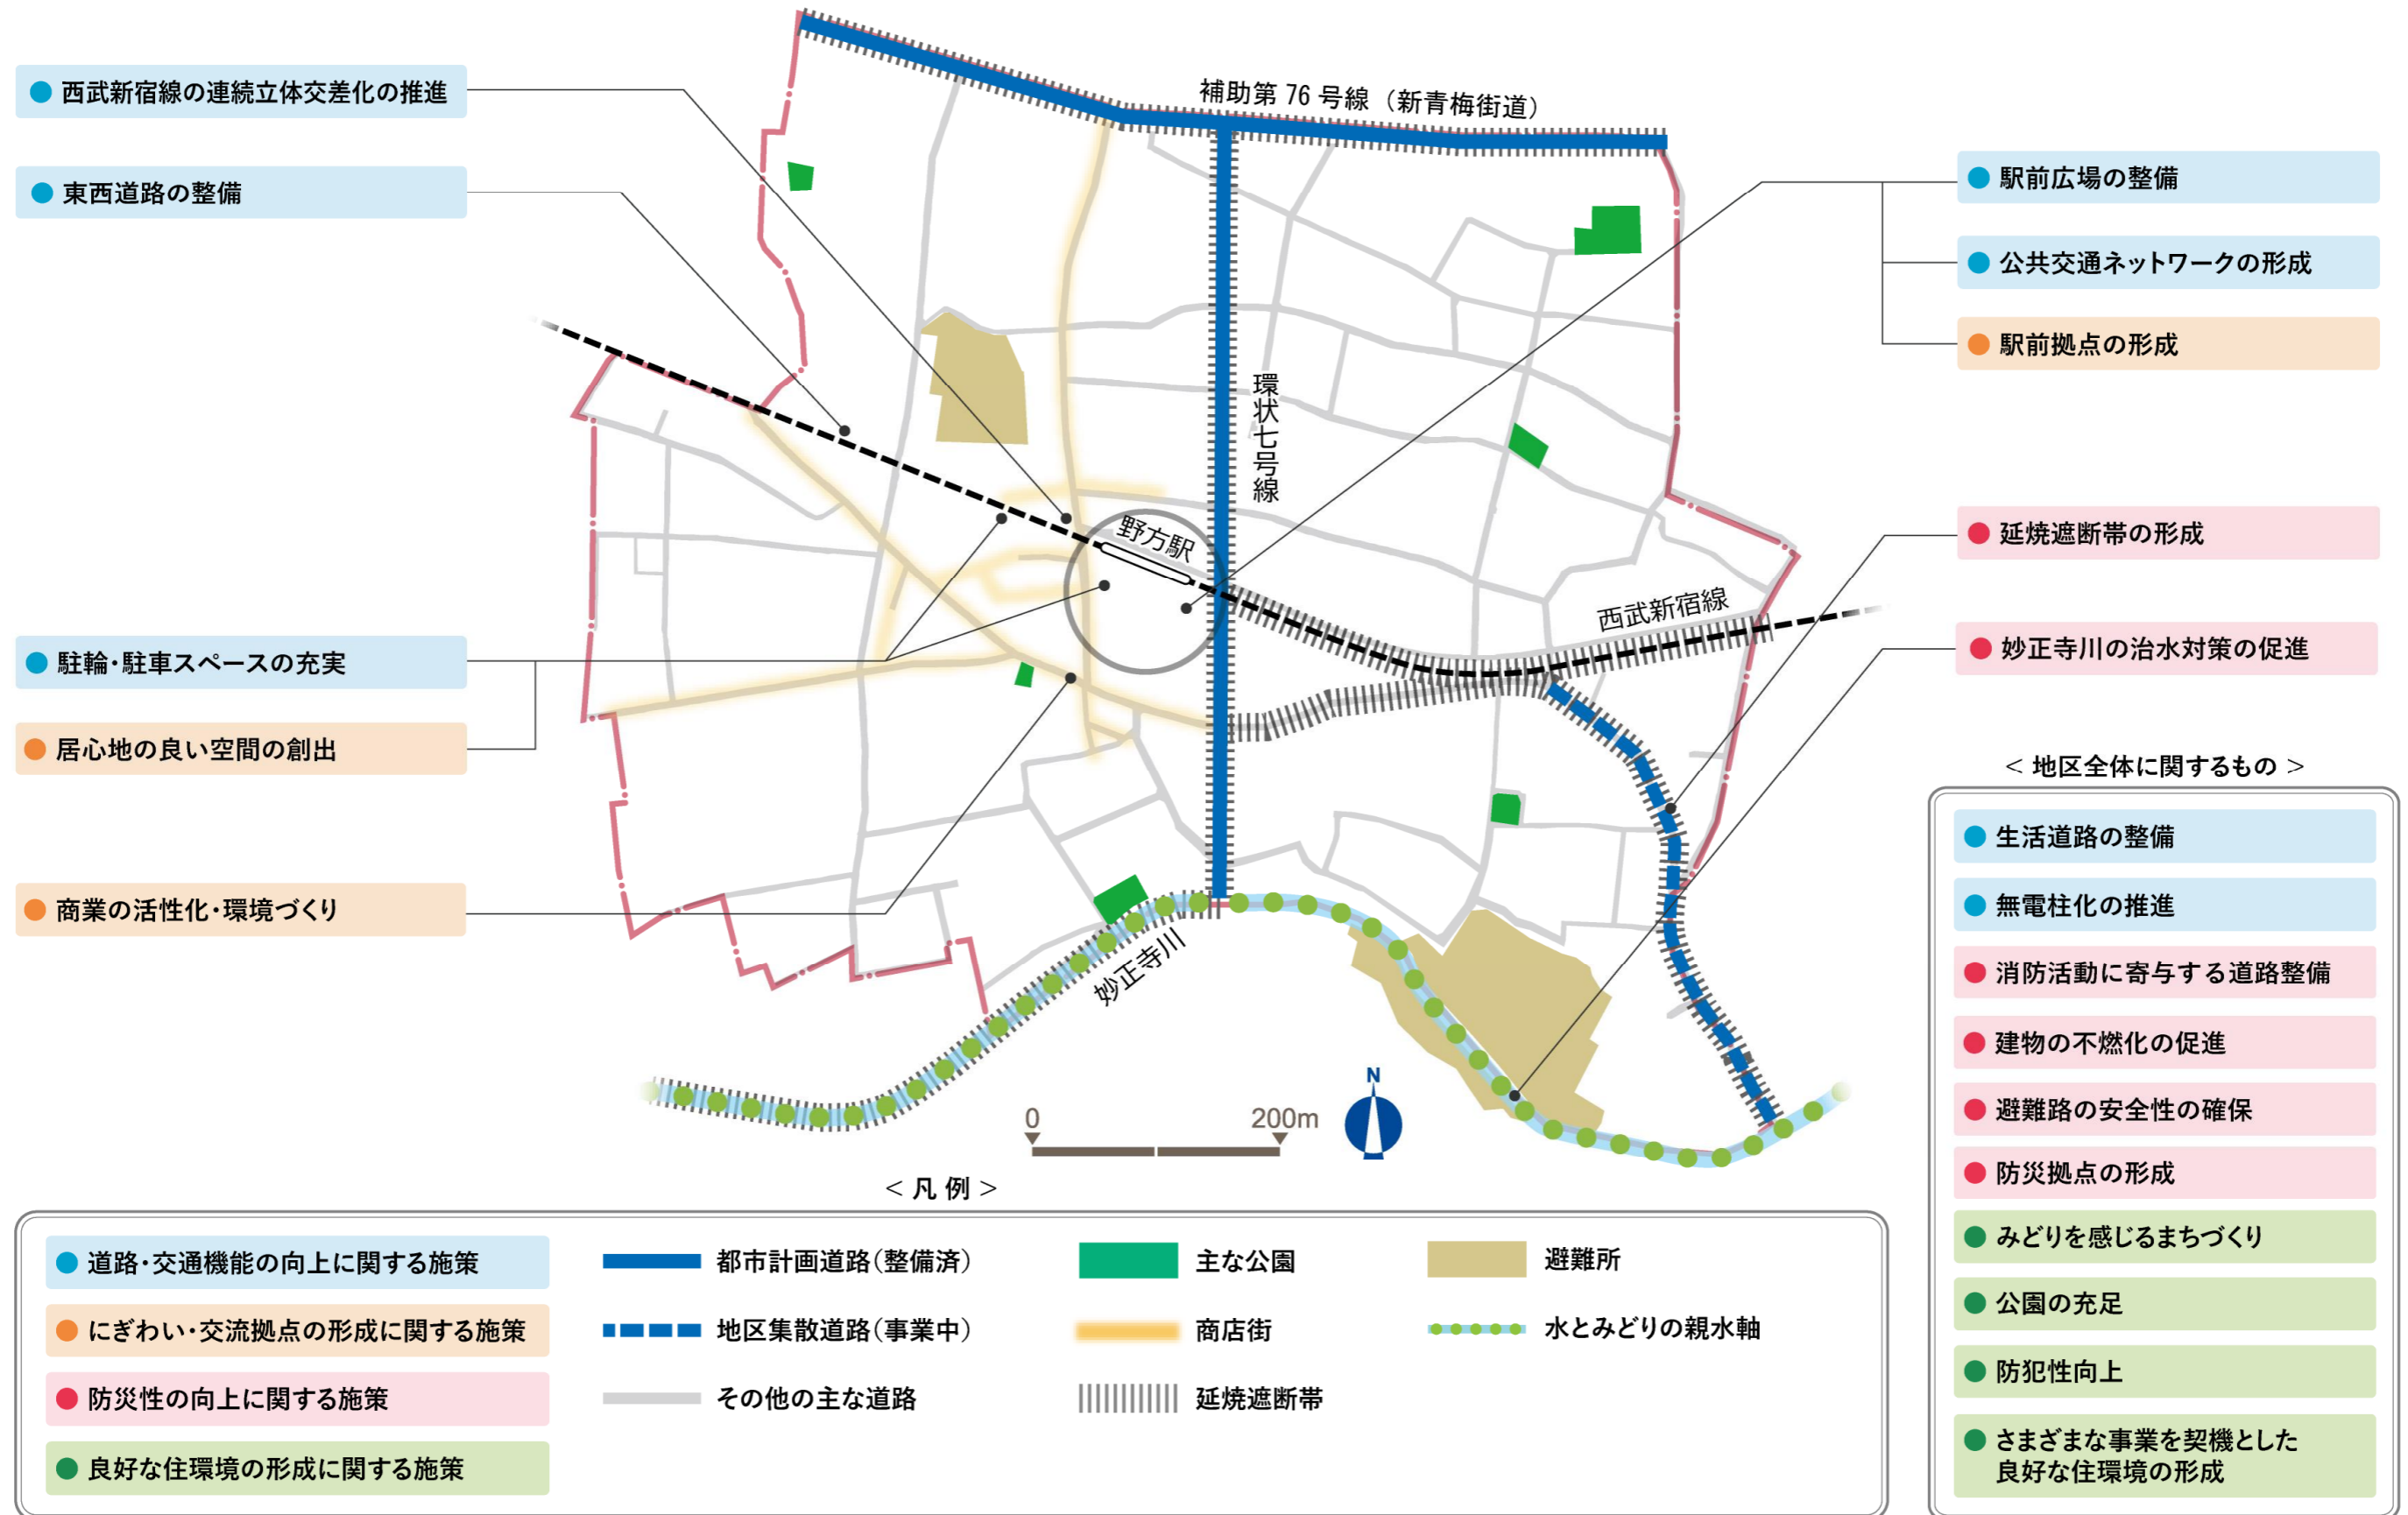 西武新宿線の連続立体交差化の推進
東西道路の整備
駐輪・駐車スペースの充実
居心地の良い空間の創出
商業の活性化・環境づくり
補助第76号線（新青梅街道）
環状七号線
野方駅
西武新宿線
妙正寺川
駅前広場の整備
公共交通ネットワークの形成
駅前拠点の形成
延焼遮断帯の形成
妙正寺川の治水対策の促進
＜地区全体に関するもの＞
生活道路の整備
無電柱化の推進
消防活動に寄与する道路整備
建物の不燃化の促進
避難路の安全性の確保
防災拠点の形成
みどりを感じるまちづくり
公園の充足
防犯性向上
さまざまな事業を契機とした
良好な住環境の形成
0 200m
N
＜凡例＞
道路・交通機能の向上に関する施策
にぎわい・交流拠点の形成に関する施策
防災性の向上に関する施策
良好な住環境の形成に関する施策
都市計画道路（整備済）
地区集散道路（事業中）
その他の主な道路
主な公園
商店街
延焼遮断帯
避難所
水とみどりの親水軸